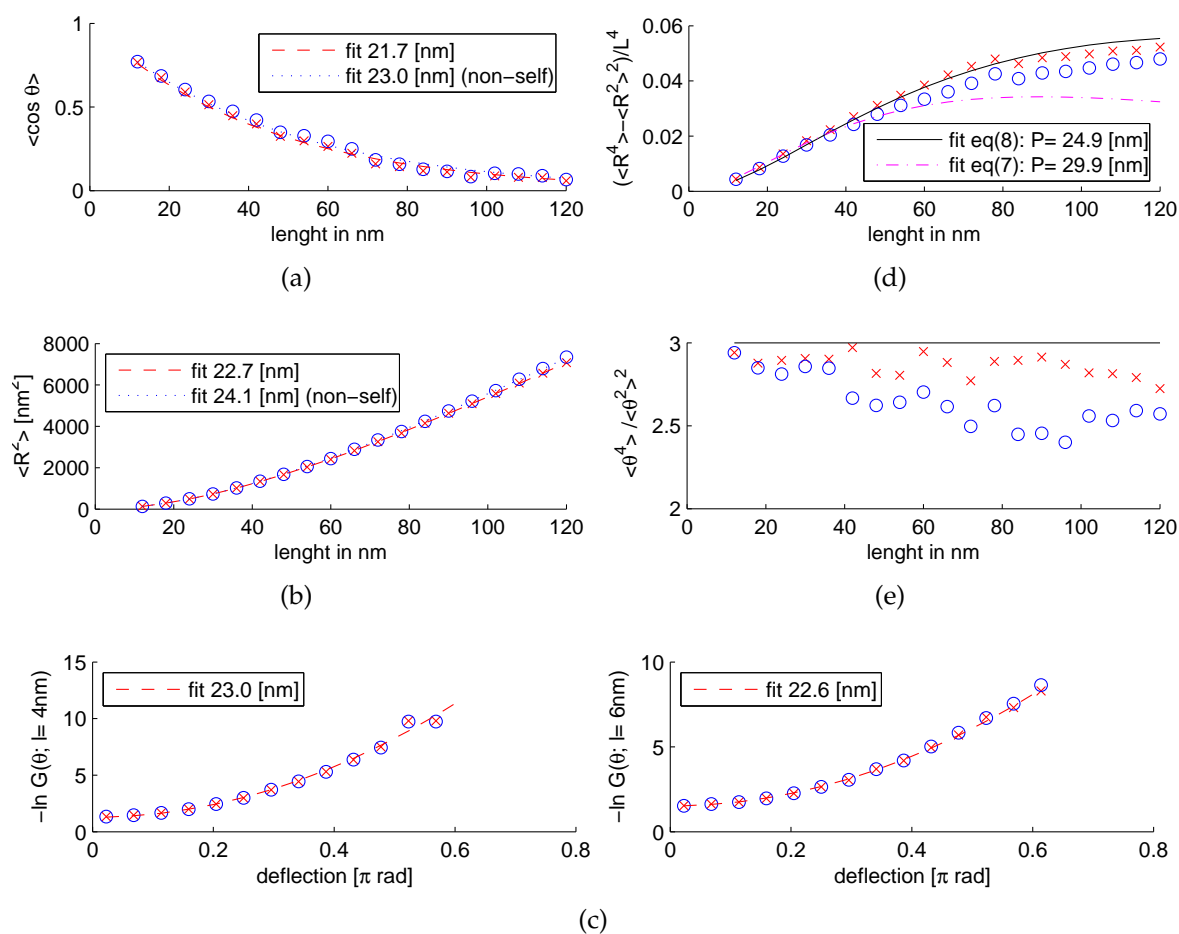 1
0.5
0
<cos θ>
fit 21.7 [nm]
fit 23.0 [nm] (non-self)
0 20 40 60 80 100 120
lenght in nm
(a)
0.06
0.04
0.02
0
(<R⁴>−<R²>²)/L⁴
fit eq(8): P= 24.9 [nm]
fit eq(7): P= 29.9 [nm]
0 20 40 60 80 100 120
lenght in nm
(d)
8000
6000
4000
2000
0
<R²> [nm²]
fit 22.7 [nm]
fit 24.1 [nm] (non-self)
0 20 40 60 80 100 120
lenght in nm
(b)
3
2.5
2
<θ⁴>/<θ²>²
0 20 40 60 80 100 120
lenght in nm
(e)
15
10
5
0
−ln G(θ; l= 4nm)
fit 23.0 [nm]
0 0.2 0.4 0.6 0.8
deflection [π rad]
10
5
0
−ln G(θ; l= 6nm)
fit 22.6 [nm]
0 0.2 0.4 0.6 0.8
deflection [π rad]
(c)